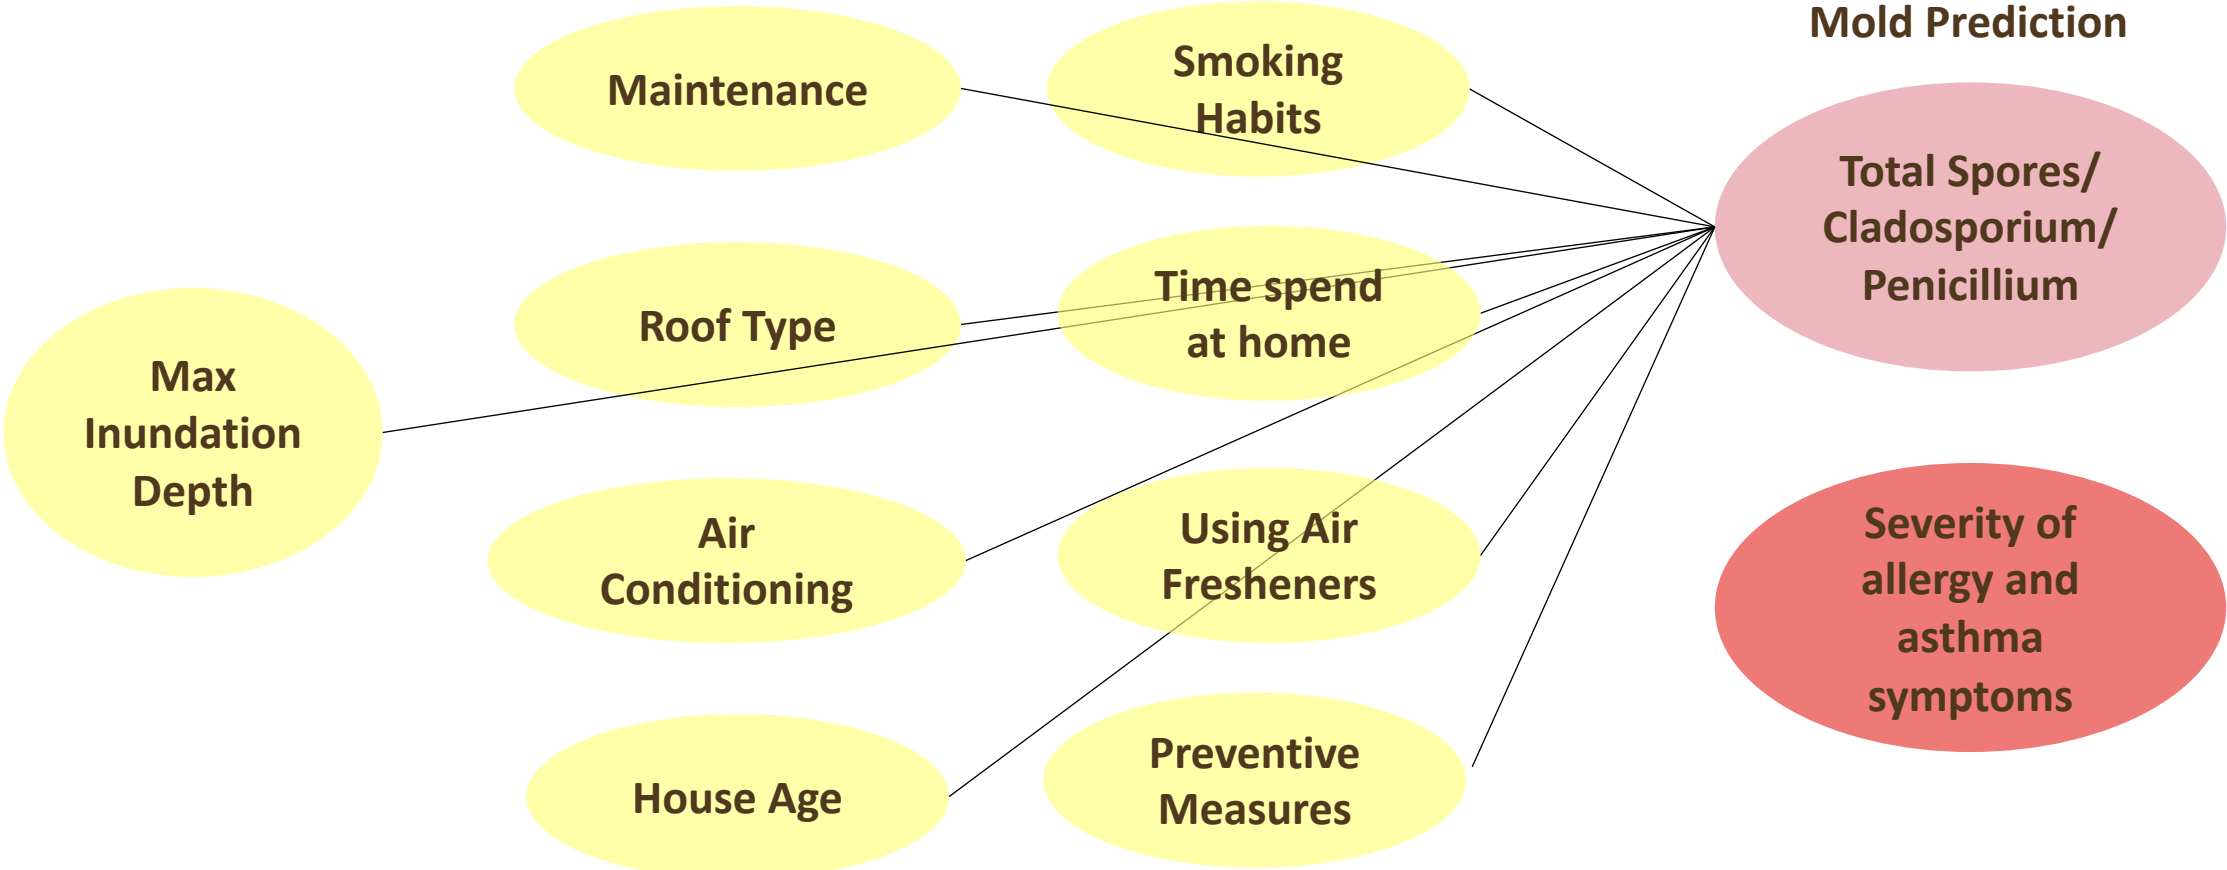 Mold Prediction
Maintenance
Smoking
Habits
Total Spores/
Cladosporium/
Penicillium
Roof Type
Time spend
at home
Max
Inundation
Depth
Air
Conditioning
Using Air
Fresheners
Severity of
allergy and
asthma
symptoms
House Age
Preventive
Measures